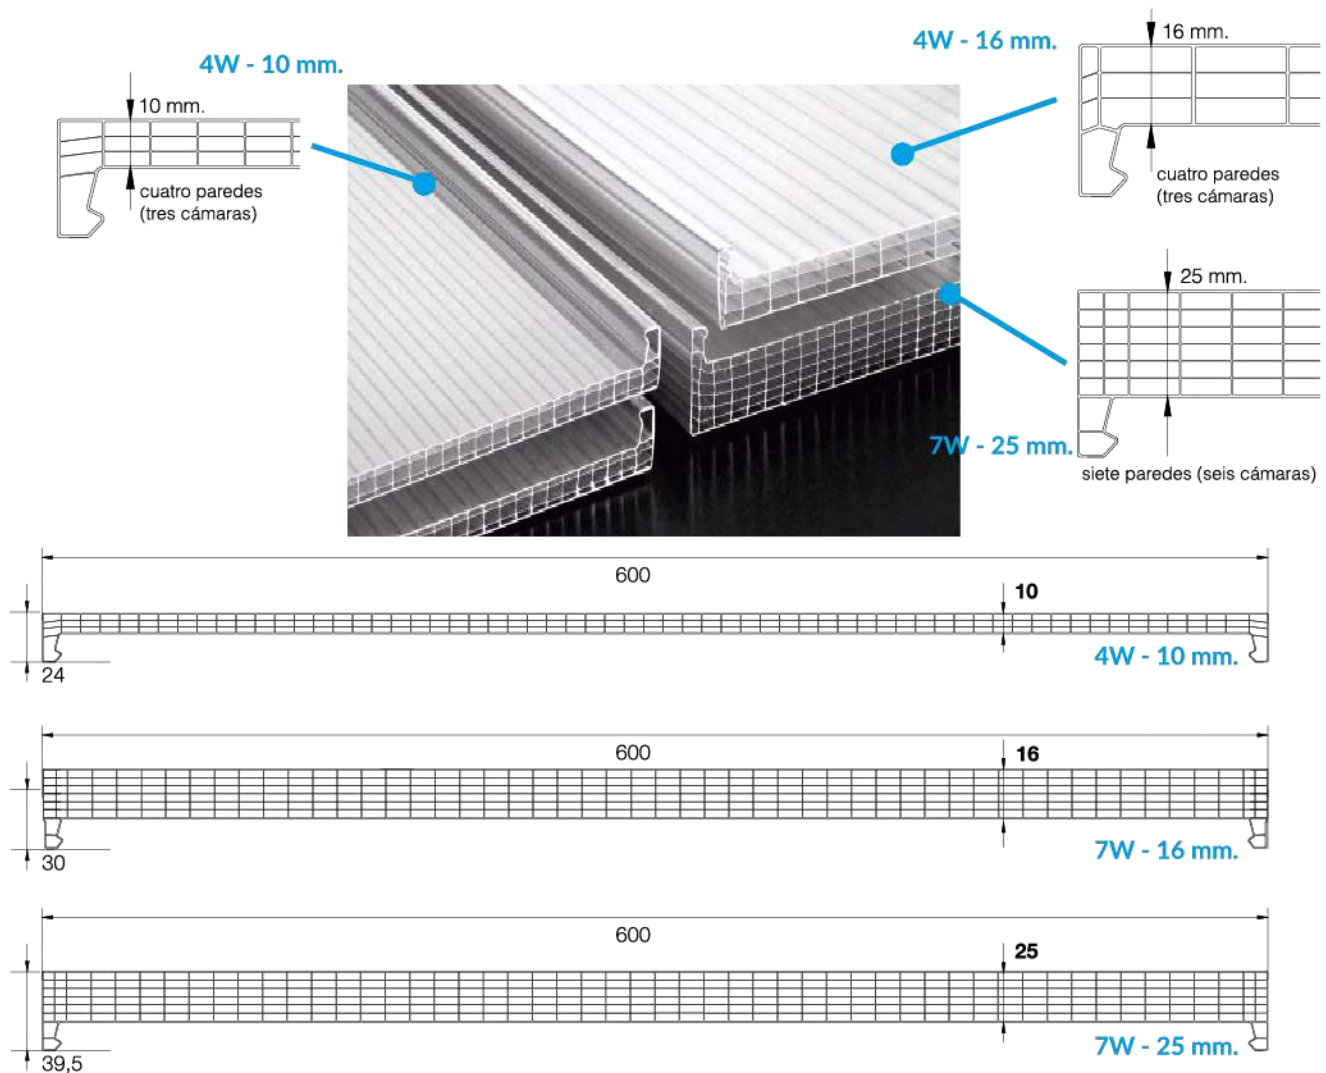 4W - 10 mm.
10 mm.
cuatro paredes
(tres cámaras)
4W - 16 mm.
16 mm.
cuatro paredes
(tres cámaras)
25 mm.
7W - 25 mm.
siete paredes (seis cámaras)
600
10
24
4W - 10 mm.
600
16
30
7W - 16 mm.
600
25
39,5
7W - 25 mm.